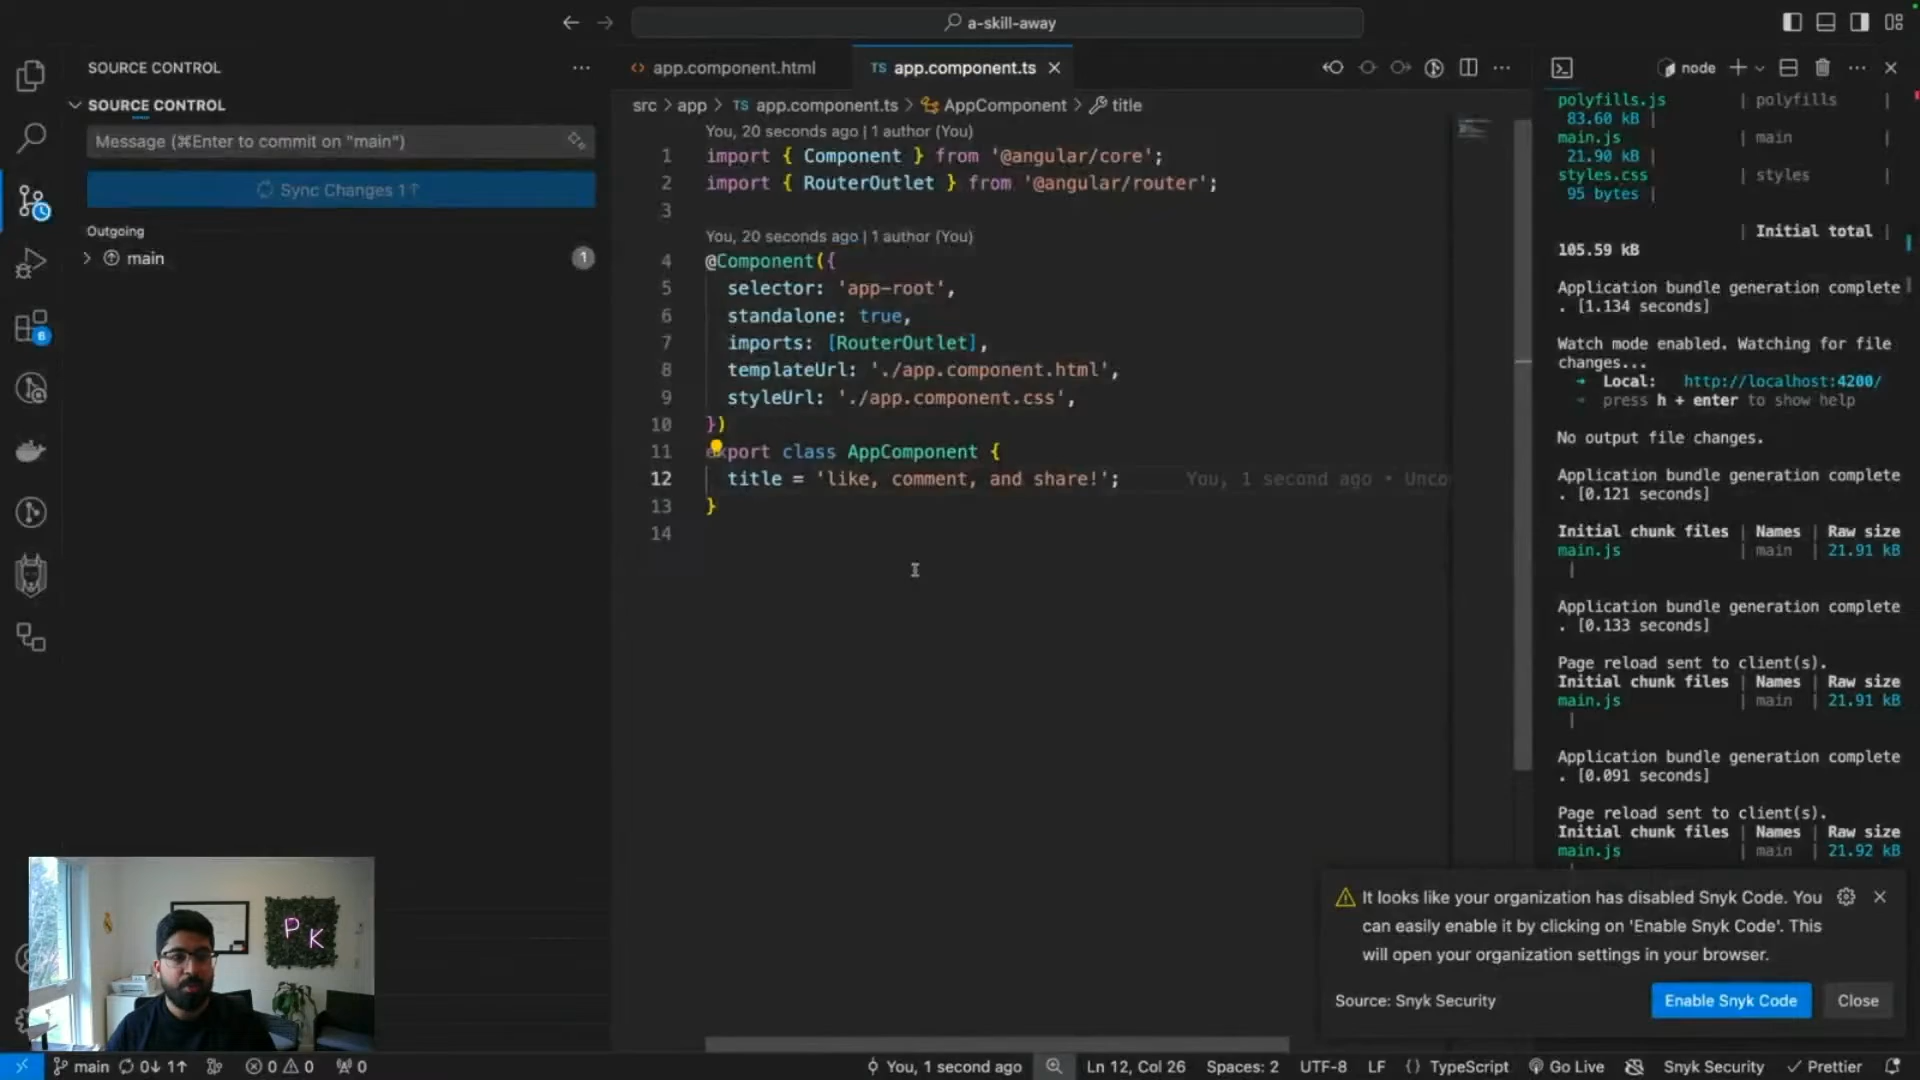 a-skill-away
SOURCE CONTROL
SOURCE CONTROL
Message (⌘Enter to commit on "main")
Sync Changes 1↑
Outgoing
main
1
6
app.component.html
TS app.component.ts
src > app > TS app.component.ts > AppComponent > title
You, 20 seconds ago | 1 author (You)
1 import { Component } from '@angular/core';
2 import { RouterOutlet } from '@angular/router';
3
You, 20 seconds ago | 1 author (You)
4 @Component({
5 selector: 'app-root',
6 standalone: true,
7 imports: [RouterOutlet],
8 templateUrl: './app.component.html',
9 styleUrl: './app.component.css',
10 })
11 export class AppComponent {
12 title = 'like, comment, and share!'; You, 1 second ago • Unco
13 }
14
node
polyfills.js | polyfills |
83.60 kB |
main.js | main |
21.90 kB |
styles.css | styles |
95 bytes |
| Initial total |
105.59 kB
Application bundle generation complete
. [1.134 seconds]
Watch mode enabled. Watching for file
changes...
➜ Local: http://localhost:4200/
➜ press h + enter to show help
No output file changes.
Application bundle generation complete
. [0.121 seconds]
Initial chunk files | Names | Raw size
main.js | main | 21.91 kB
|
Application bundle generation complete
. [0.133 seconds]
Page reload sent to client(s).
Initial chunk files | Names | Raw size
main.js | main | 21.91 kB
|
Application bundle generation complete
. [0.091 seconds]
Page reload sent to client(s).
Initial chunk files | Names | Raw size
main.js | main | 21.92 kB
It looks like your organization has disabled Snyk Code. You
can easily enable it by clicking on 'Enable Snyk Code'. This
will open your organization settings in your browser.
Source: Snyk Security
Enable Snyk Code
Close
P K
main 0↓ 1↑ 0 0 0
You, 1 second ago Ln 12, Col 26 Spaces: 2 UTF-8 LF {} TypeScript Go Live Snyk Security Prettier